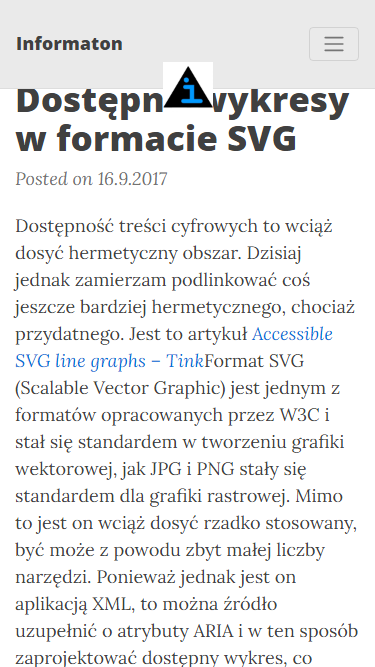 Informaton
i
wykresy
w formacie SVG
Posted on 16.9.2017
Dostępność treści cyfrowych to wciąż
dosyć hermetyczny obszar. Dzisiaj
jednak zamierzam podlinkować coś
jeszcze bardziej hermetycznego, chociaż
przydatnego. Jest to artykuł Accessible
SVG line graphs – TinkFormat SVG
(Scalable Vector Graphic) jest jednym z
formatów opracowanych przez W3C i
stał się standardem w tworzeniu grafiki
wektorowej, jak JPG i PNG stały się
standardem dla grafiki rastrowej. Mimo
to jest on wciąż dosyć rzadko stosowany,
być może z powodu zbyt małej liczby
narzędzi. Ponieważ jednak jest on
aplikacją XML, to można źródło
uzupełnić o atrybuty ARIA i w ten sposób
zaprojektować dostępny wykres, co